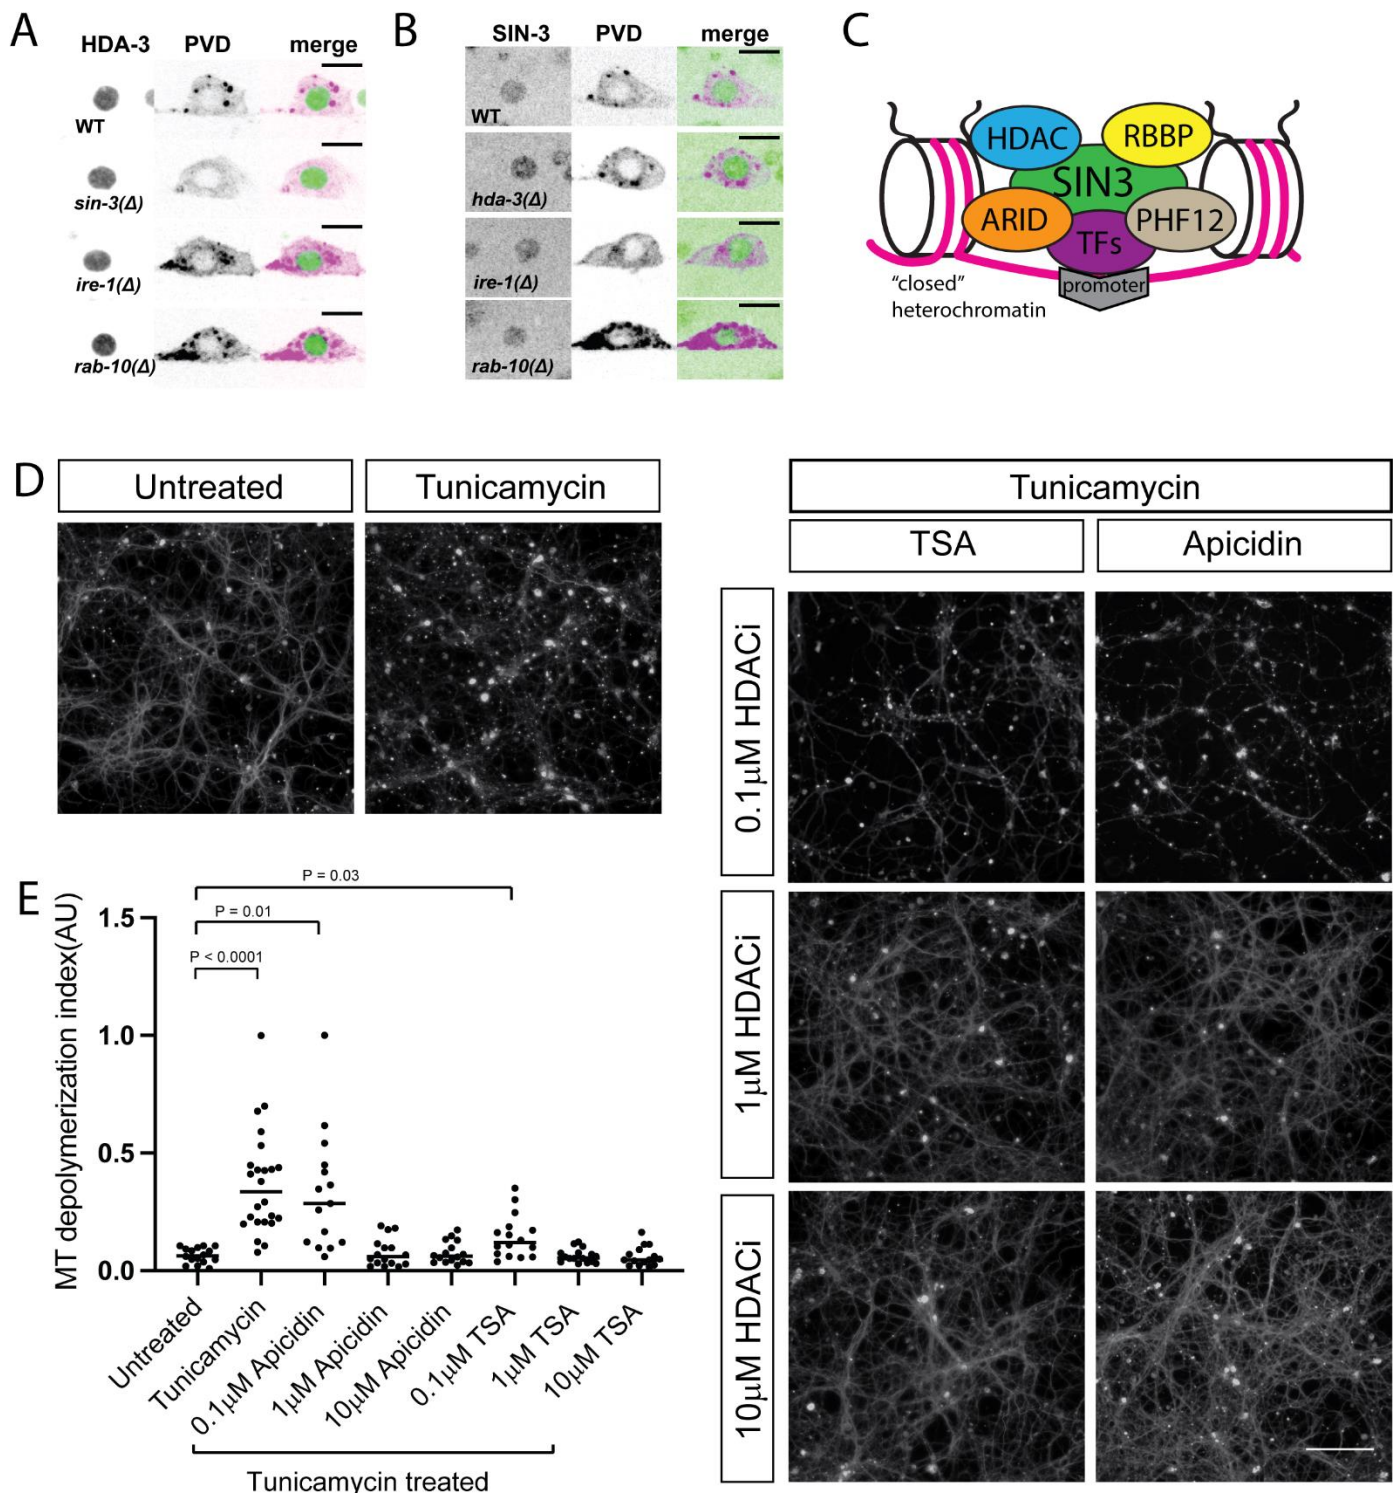 A
HDA-3 PVD merge
WT
sin-3(Δ)
ire-1(Δ)
rab-10(Δ)
B
SIN-3 PVD merge
WT
hda-3(Δ)
ire-1(Δ)
rab-10(Δ)
C
HDAC
RBBP
SIN3
ARID
PHF12
TFs
promoter
"closed"
heterochromatin
D
Untreated
Tunicamycin
Tunicamycin
TSA
Apicidin
0.1μM HDACi
1μM HDACi
10μM HDACi
E
P = 0.03
P = 0.01
P < 0.0001
MT depolymerization index(AU)
1.5
1.0
0.5
0.0
Untreated
Tunicamycin
0.1μM Apicidin
1μM Apicidin
10μM Apicidin
0.1μM TSA
1μM TSA
10μM TSA
Tunicamycin treated